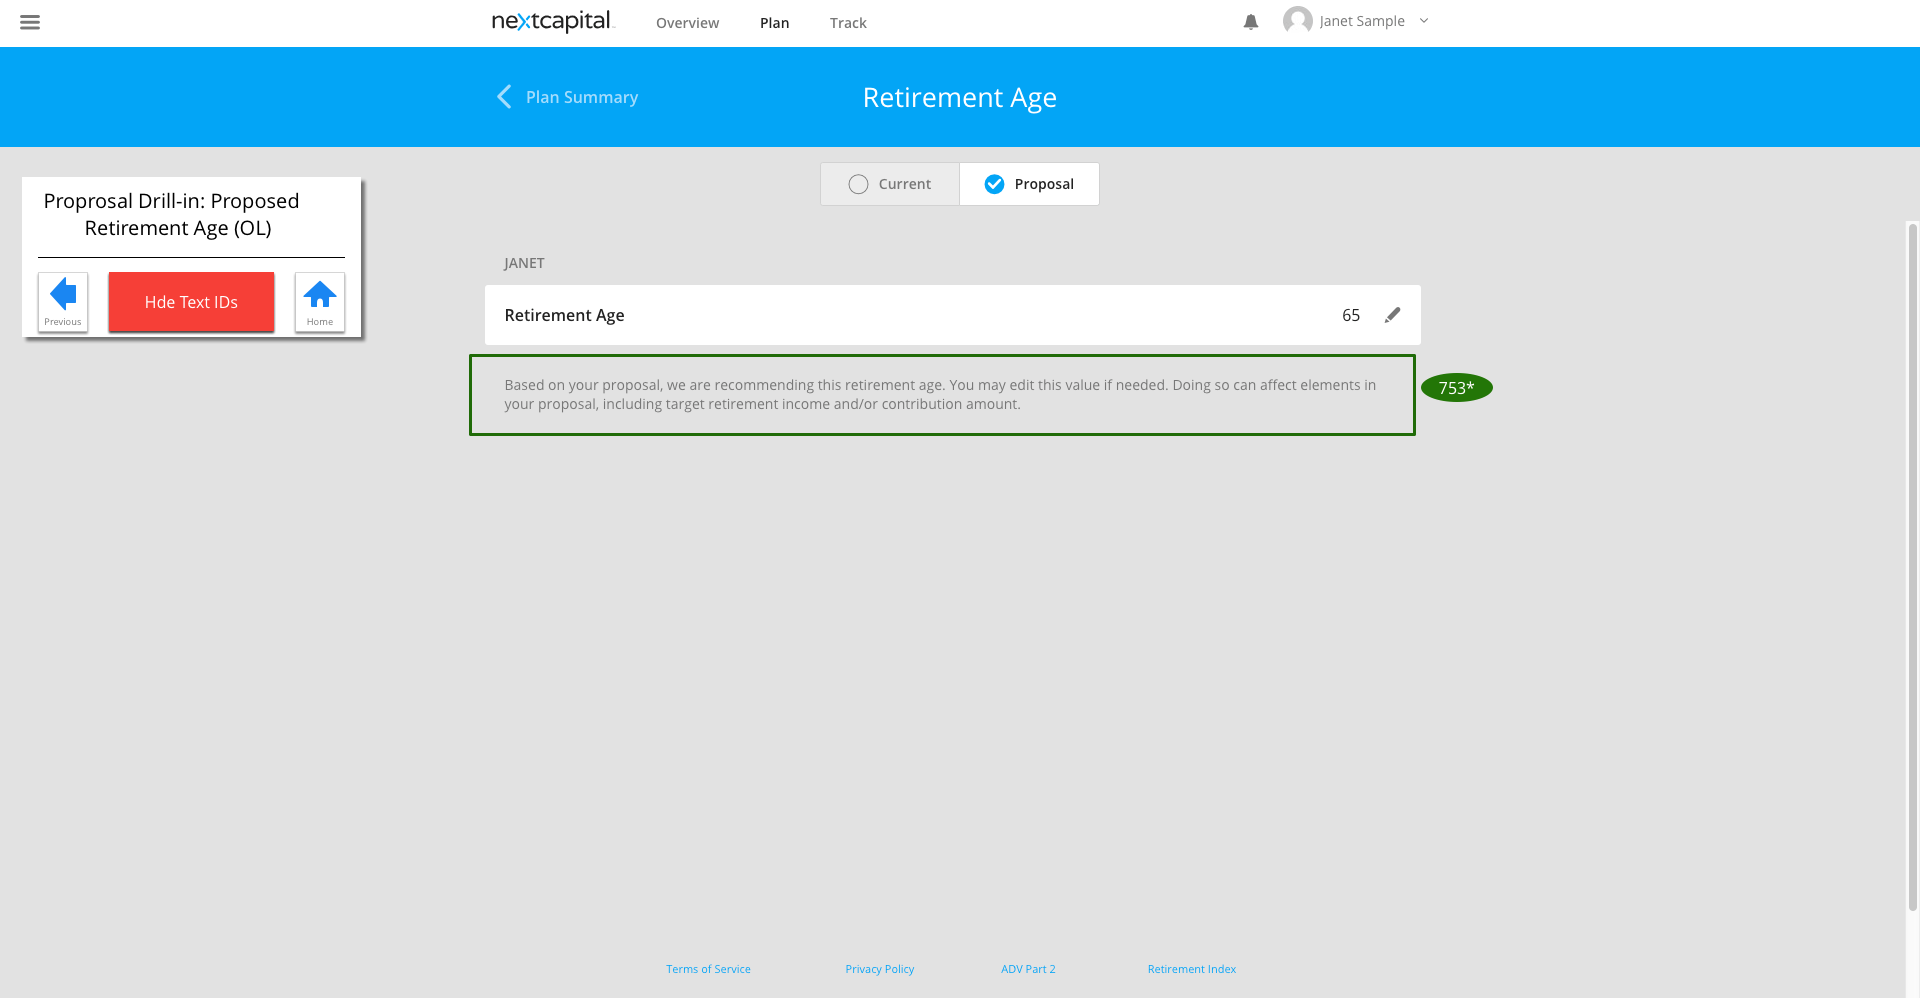 nextcapital
Overview
Plan
Track
Janet Sample
Plan Summary
Retirement Age
Proprosal Drill-in: Proposed
Retirement Age (OL)
Previous
Hde Text IDs
Home
Current
Proposal
JANET
Retirement Age
65
Based on your proposal, we are recommending this retirement age. You may edit this value if needed. Doing so can affect elements in
your proposal, including target retirement income and/or contribution amount.
753*
Terms of Service
Privacy Policy
ADV Part 2
Retirement Index